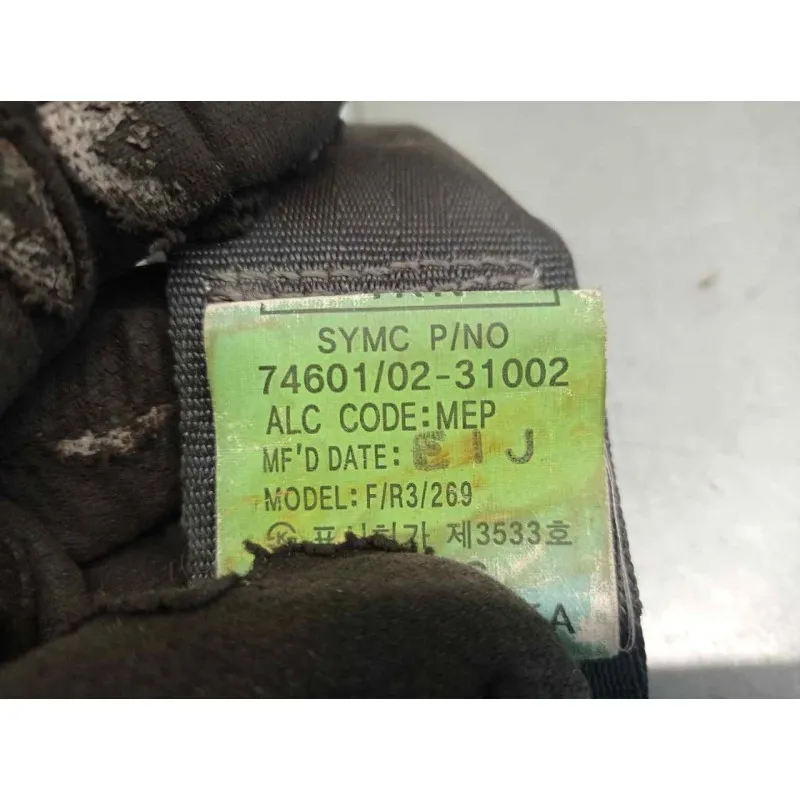 SYMC P/NO
74601/02-31002
ALC CODE:MEP
MF'D DATE: EIJ
MODEL: F/R3/269
제3533호